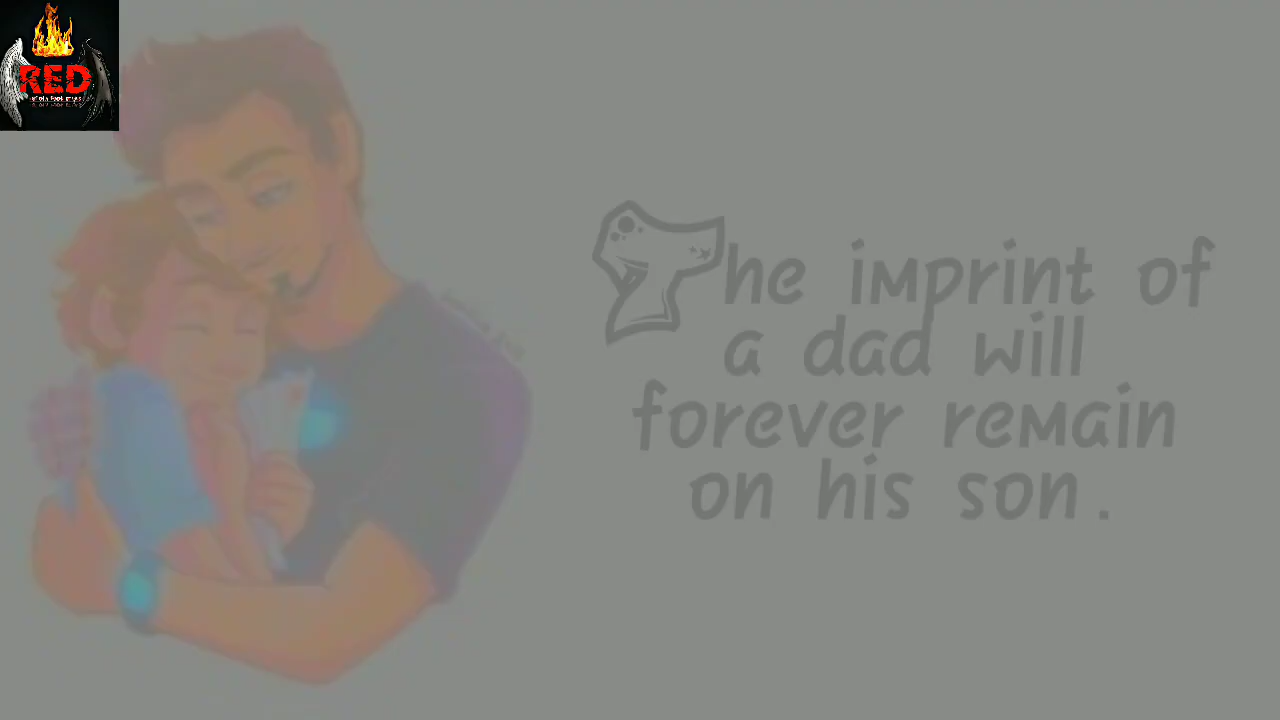 RED
The imprint of
a dad will
forever remain
on his son.